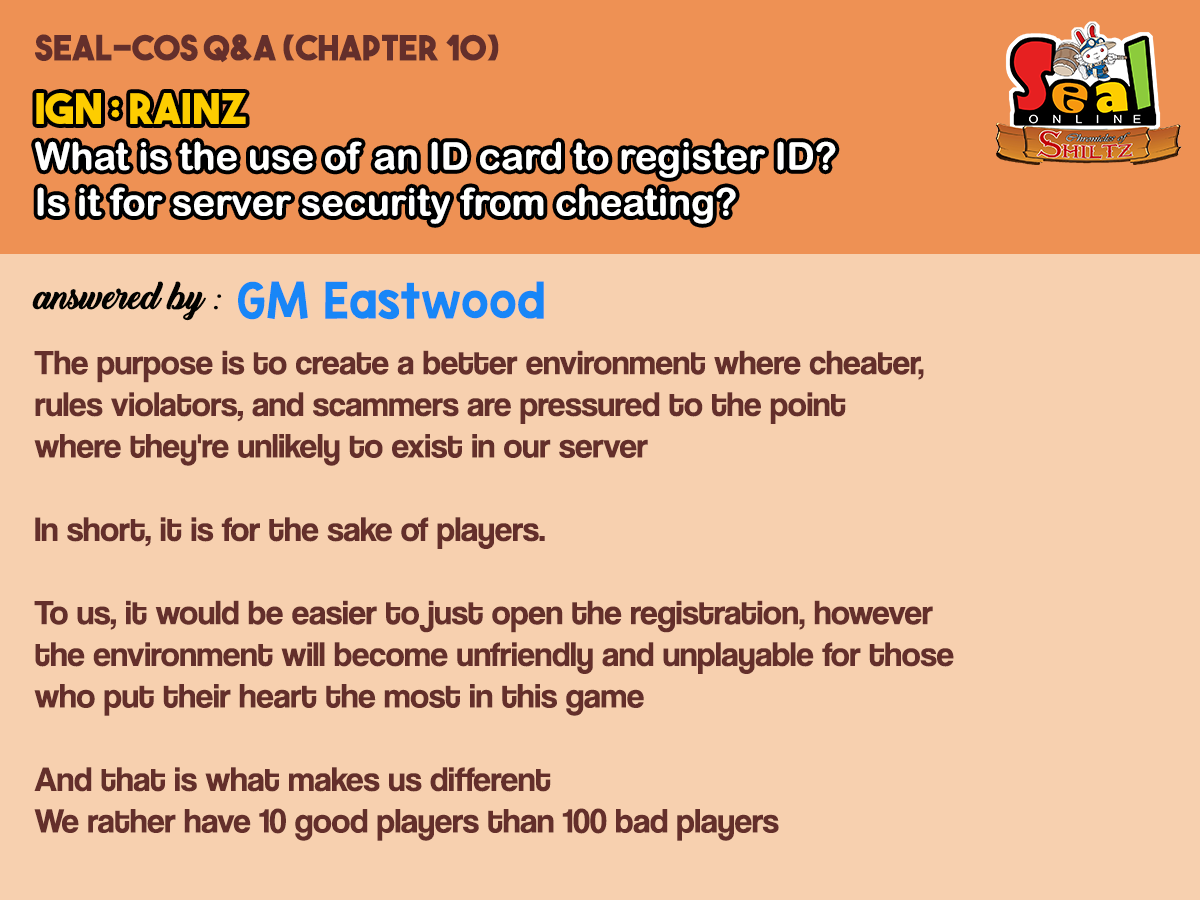 SEAL-COS Q&A (CHAPTER 10)
Seal
ONLINE
Chronicles of
SHILTZ
IGN : RAINZ
What is the use of an ID card to register ID?
Is it for server security from cheating?
answered by : GM Eastwood
The purpose is to create a better environment where cheater,
rules violators, and scammers are pressured to the point
where they're unlikely to exist in our server
In short, it is for the sake of players.
To us, it would be easier to just open the registration, however
the environment will become unfriendly and unplayable for those
who put their heart the most in this game
And that is what makes us different
We rather have 10 good players than 100 bad players